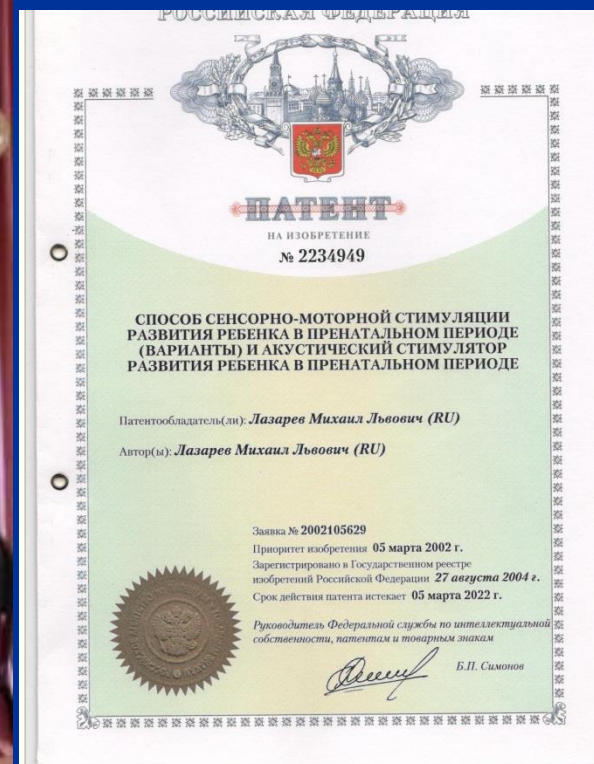 РОССИЙСКАЯ ФЕДЕРАЦИЯ
ПАТЕНТ
НА ИЗОБРЕТЕНИЕ
№ 2234949
СПОСОБ СЕНСОРНО-МОТОРНОЙ СТИМУЛЯЦИИ
РАЗВИТИЯ РЕБЕНКА В ПРЕНАТАЛЬНОМ ПЕРИОДЕ
(ВАРИАНТЫ) И АКУСТИЧЕСКИЙ СТИМУЛЯТОР
РАЗВИТИЯ РЕБЕНКА В ПРЕНАТАЛЬНОМ ПЕРИОДЕ
Патентообладатель(ли): Лазарев Михаил Львович (RU)
Автор(ы): Лазарев Михаил Львович (RU)
Заявка № 2002105629
Приоритет изобретения 05 марта 2002 г.
Зарегистрировано в Государственном реестре
изобретений Российской Федерации 27 августа 2004 г.
Срок действия патента истекает 05 марта 2022 г.
Руководитель Федеральной службы по интеллектуальной
собственности, патентам и товарным знакам
Б.П. Симонов